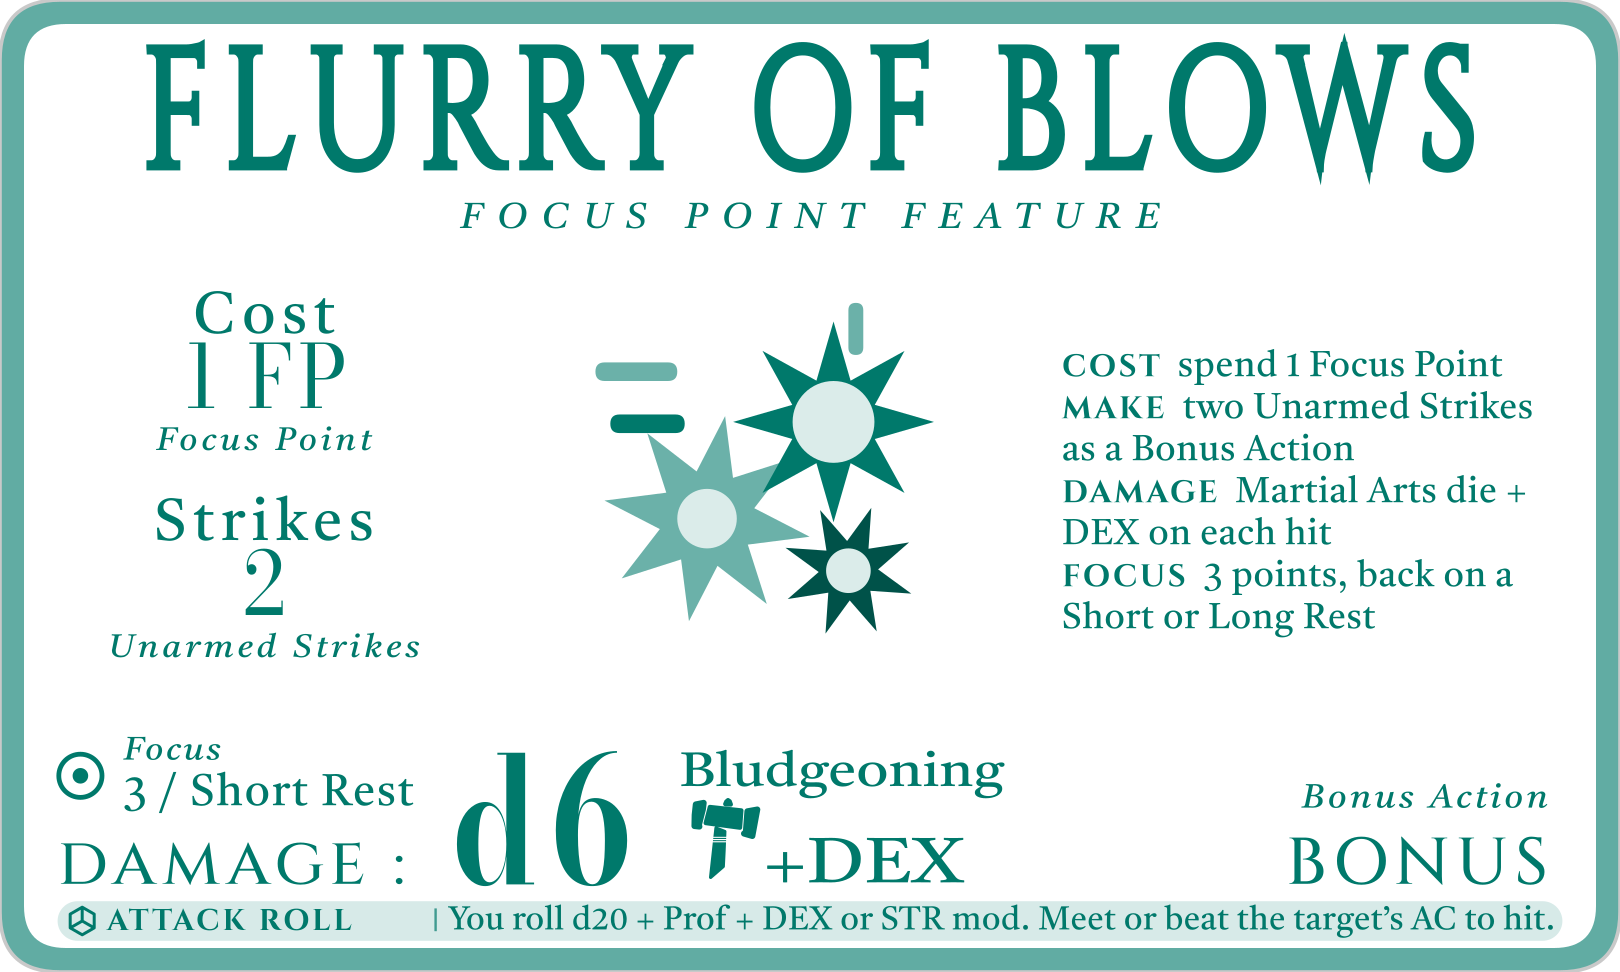 FLURRY OF BLOWS
FOCUS POINT FEATURE
Cost
1 FP
Focus Point
Strikes
2
Unarmed Strikes
COST spend 1 Focus Point
MAKE two Unarmed Strikes
as a Bonus Action
DAMAGE Martial Arts die +
DEX on each hit
FOCUS 3 points, back on a
Short or Long Rest
Focus
3 / Short Rest
DAMAGE :
d6
Bludgeoning
+DEX
Bonus Action
BONUS
ATTACK ROLL | You roll d20 + Prof + DEX or STR mod. Meet or beat the target’s AC to hit.